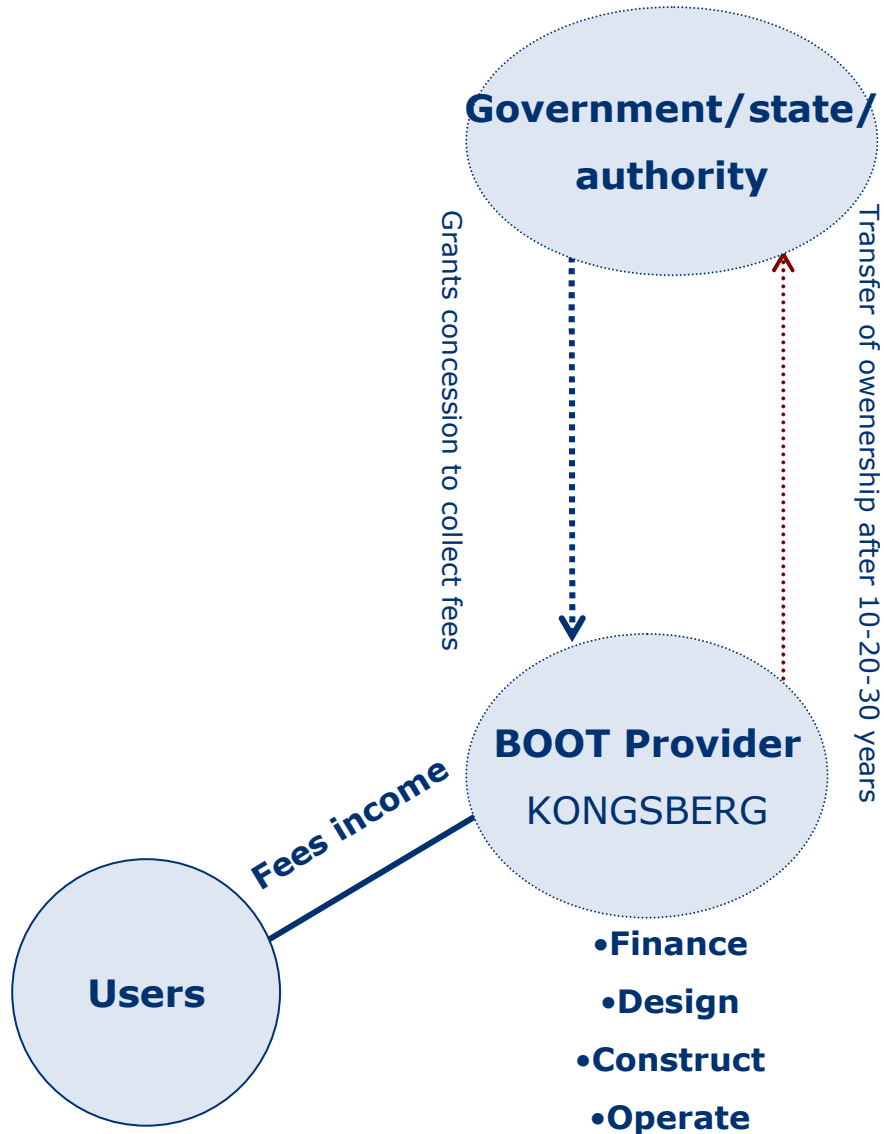 Government/state/
authority
Grants concession to collect fees
Transfer of owenership after 10-20-30 years
BOOT Provider
KONGSBERG
Fees income
Users
•Finance
•Design
•Construct
•Operate